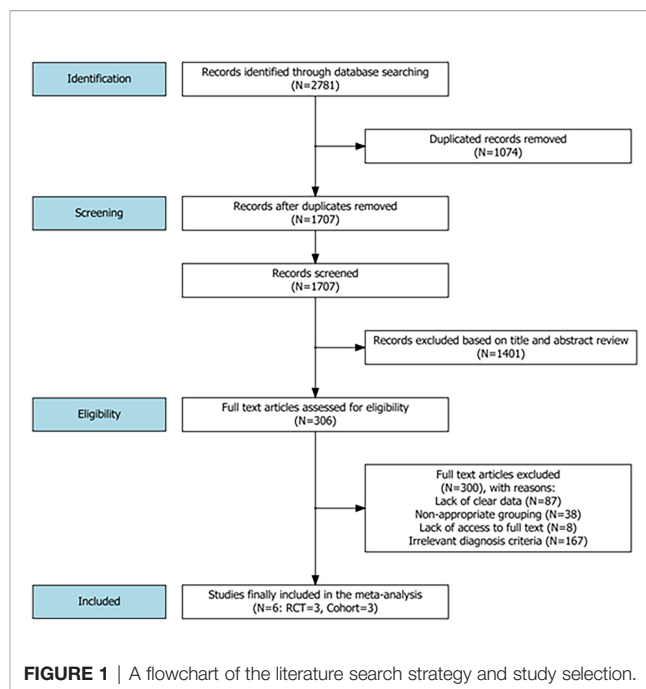 Identification
Records identified through database searching
(N=2781)
Duplicated records removed
(N=1074)
Screening
Records after duplicates removed
(N=1707)
Records screened
(N=1707)
Records excluded based on title and abstract review
(N=1401)
Eligibility
Full text articles assessed for eligibility
(N=306)
Full text articles excluded
(N=300), with reasons:
Lack of clear data (N=87)
Non-appropriate grouping (N=38)
Lack of access to full text (N=8)
Irrelevant diagnosis criteria (N=167)
Included
Studies finally included in the meta-analysis
(N=6: RCT=3, Cohort=3)
FIGURE 1 | A flowchart of the literature search strategy and study selection.